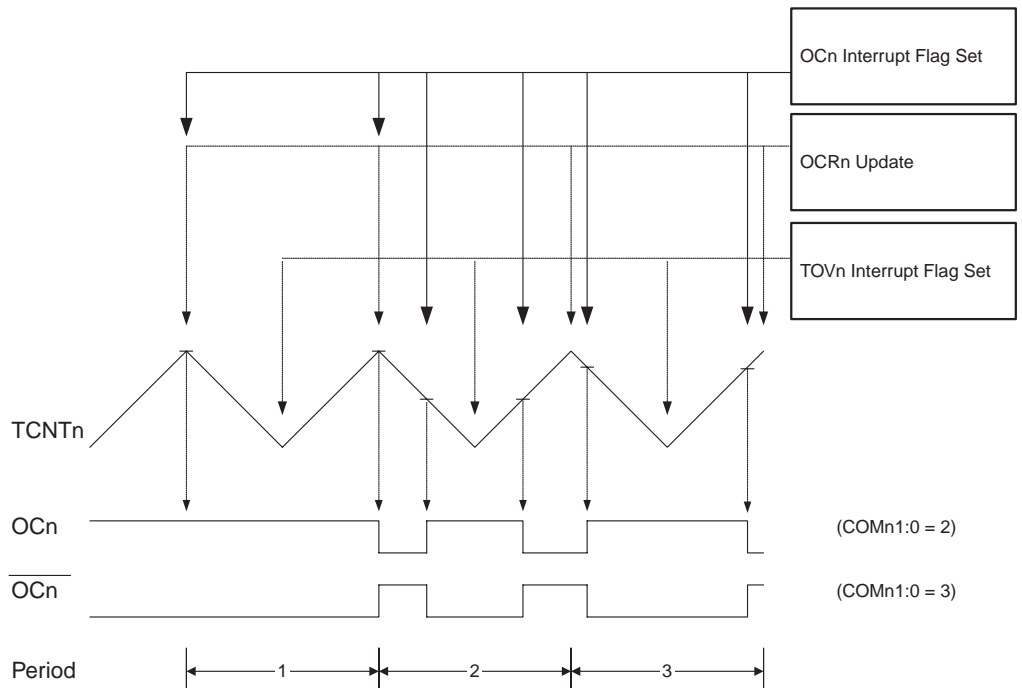 OCn Interrupt Flag Set
OCRn Update
TOVn Interrupt Flag Set
TCNTn
OCn
(COMn1:0 = 2)
OCn
(COMn1:0 = 3)
Period
1
2
3